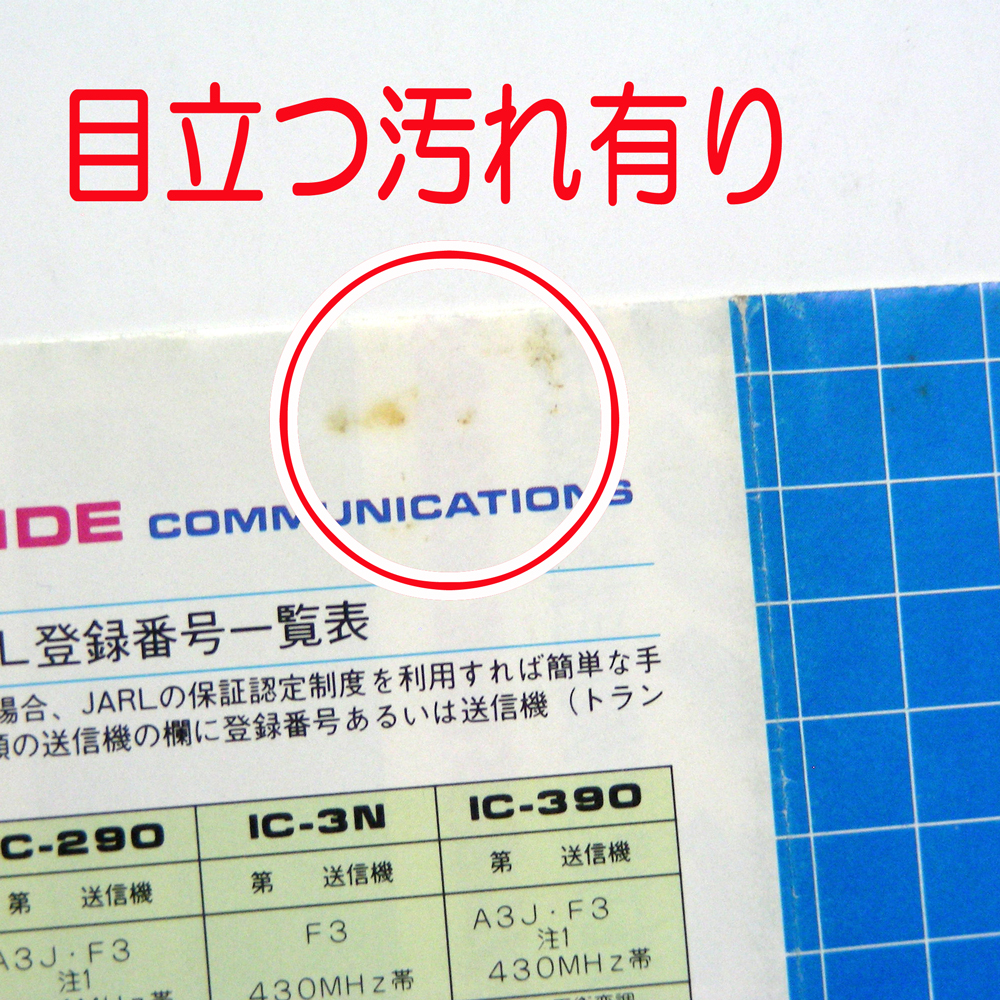 目立つ汚れ有り
IDE COMMUNICATIONS
L登録番号一覧表
場合、JARLの保証認定制度を利用すれば簡単な手
の送信機の欄に登録番号あるいは送信機（トラン
C-290 IC-3N IC-390
第 送信機 第 送信機 第 送信機
A3J・F3 F3 A3J・F3
注1 注1
430MHz帯 430MHz帯